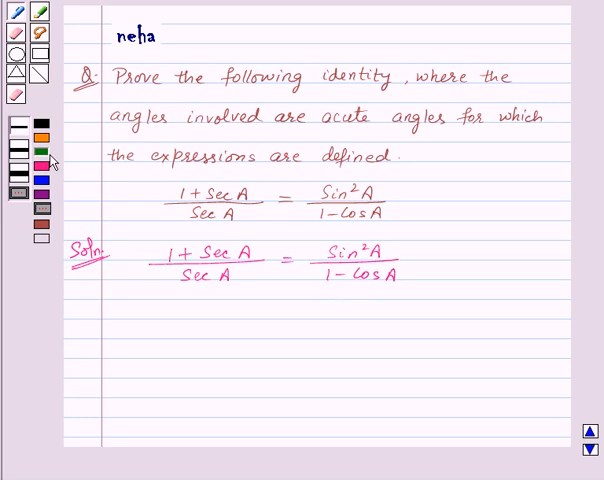 neha
Q. Prove the following identity, where the
angles involved are acute angles for which
the expressions are defined.
1 + Sec A / Sec A = Sin²A / 1 - Cos A
Soln. 1 + Sec A / Sec A = Sin²A / 1 - Cos A